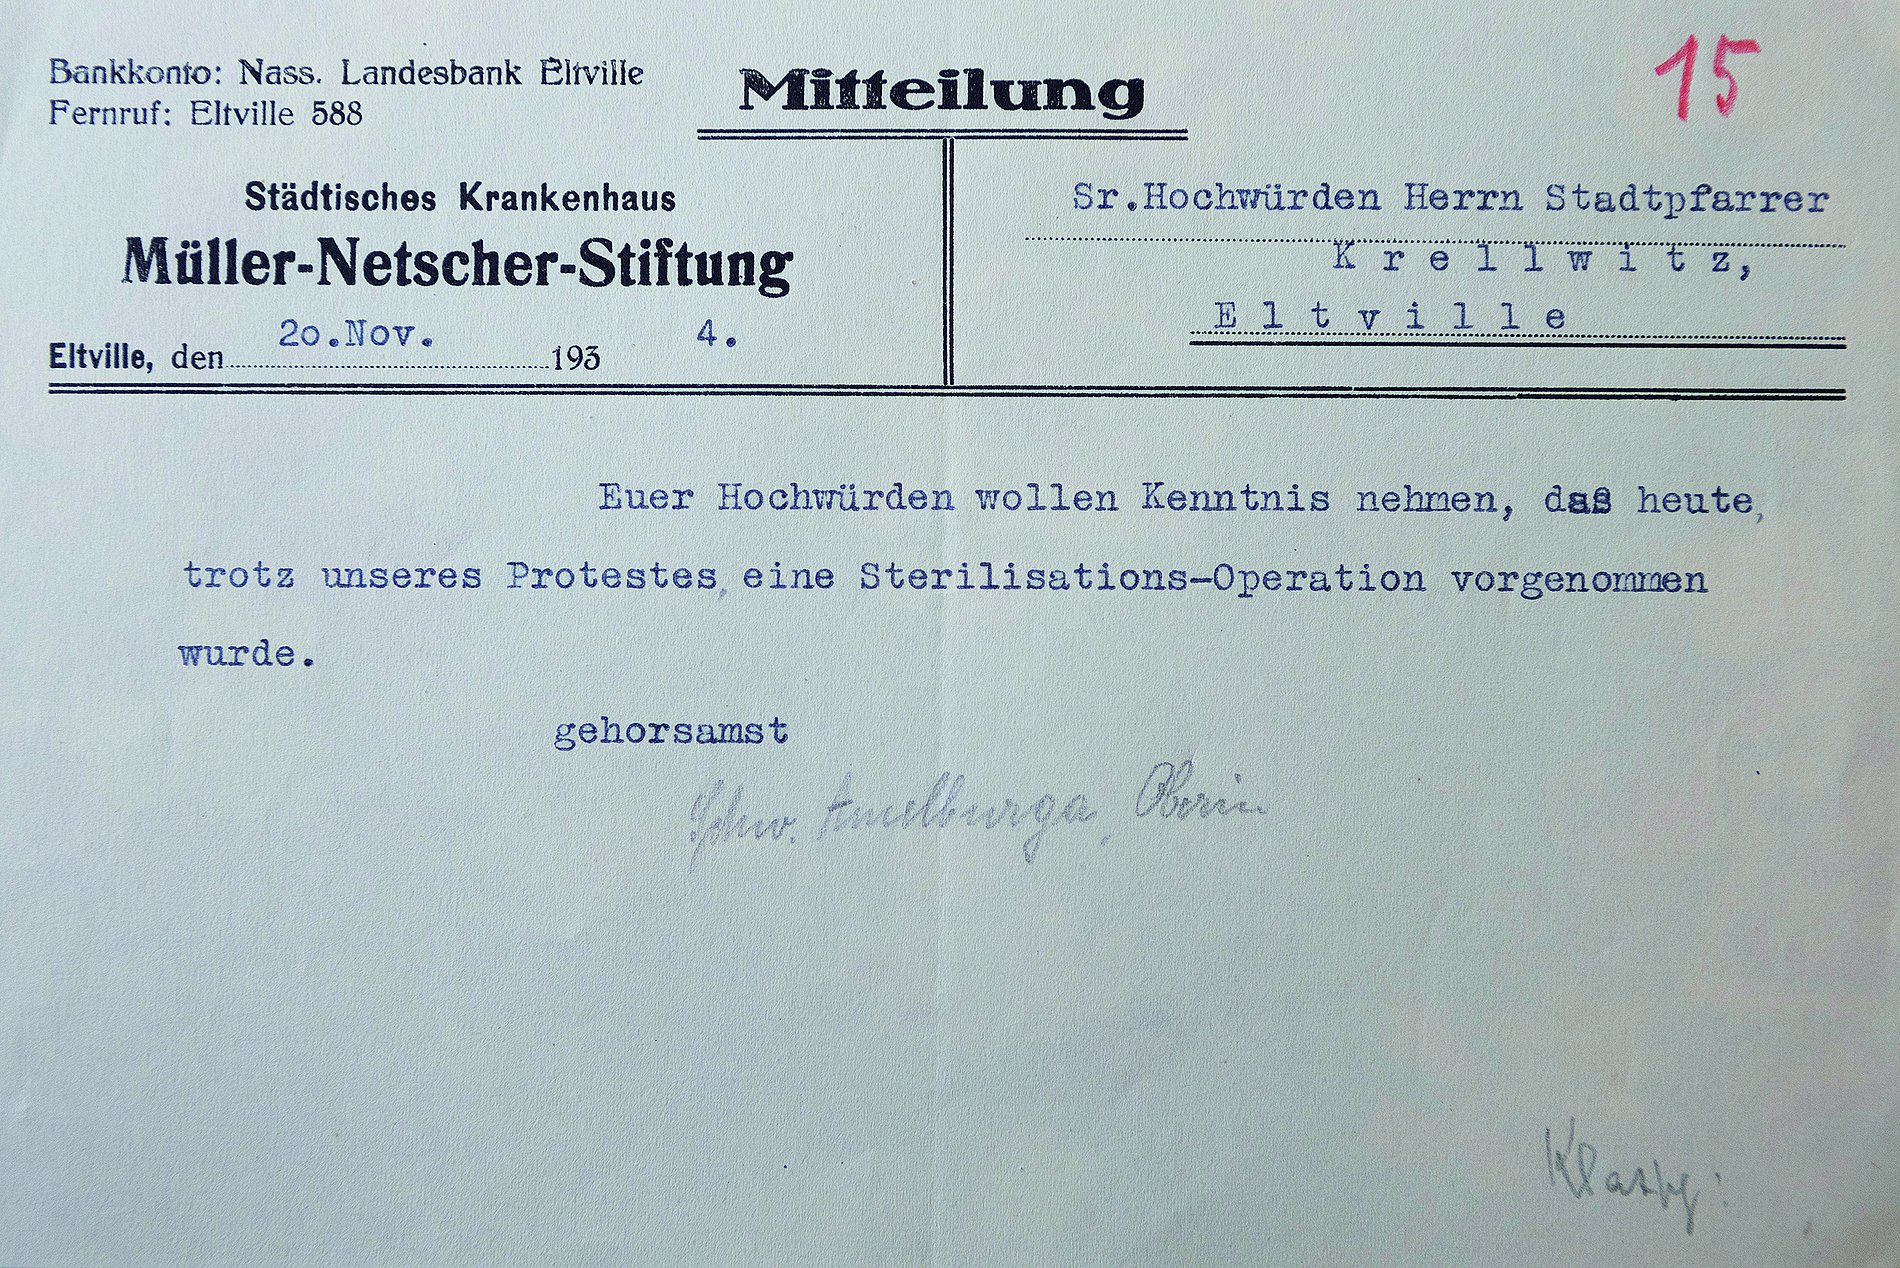 Bankkonto: Nass. Landesbank Eltville
Fernruf: Eltville 588
Mitteilung
15
Städtisches Krankenhaus
Müller-Netscher-Stiftung
Eltville, den 20.Nov. 193 4.
Sr.Hochwürden Herrn Stadtpfarrer
K r e l l w i t z,
E l t v i l l e
Euer Hochwürden wollen Kenntnis nehmen, daß heute,
trotz unseres Protestes, eine Sterilisations-Operation vorgenommen
wurde.
gehorsamst
Schw. Amelburga, Oberin